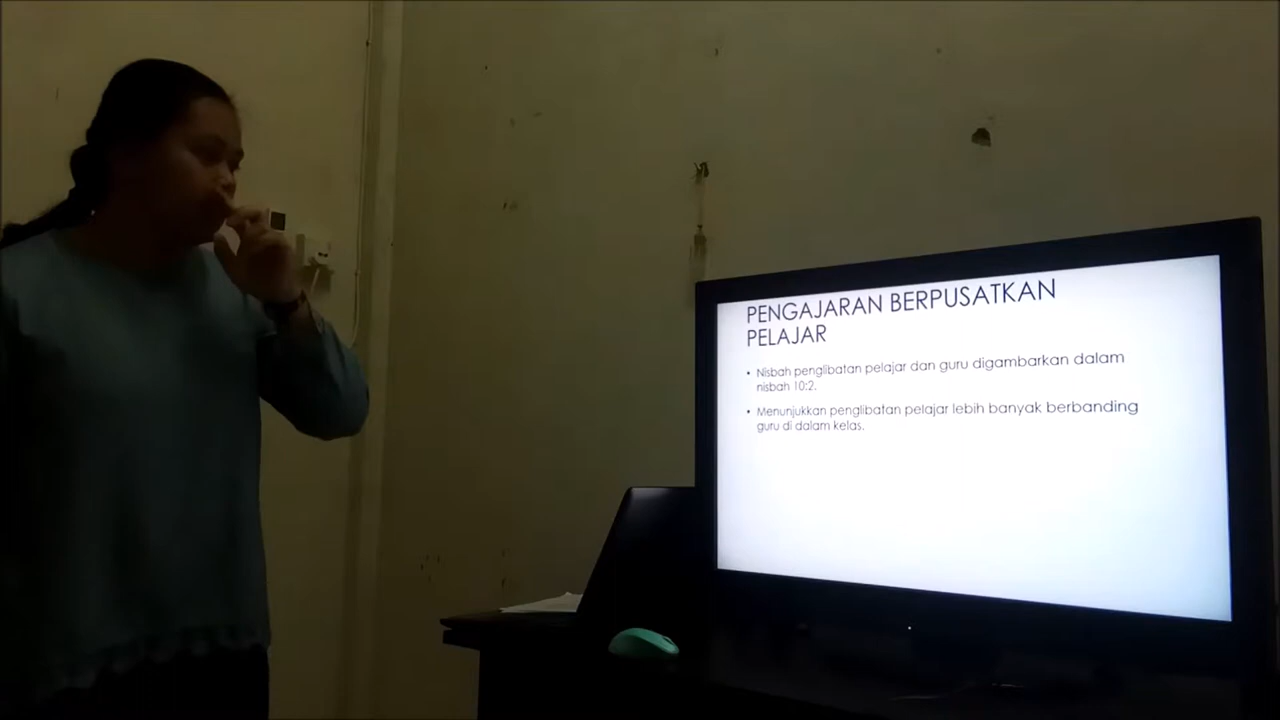 PENGAJARAN BERPUSATKAN
PELAJAR
• Nisbah penglibatan pelajar dan guru digambarkan dalam
nisbah 10:2.
• Menunjukkan penglibatan pelajar lebih banyak berbanding
guru di dalam kelas.